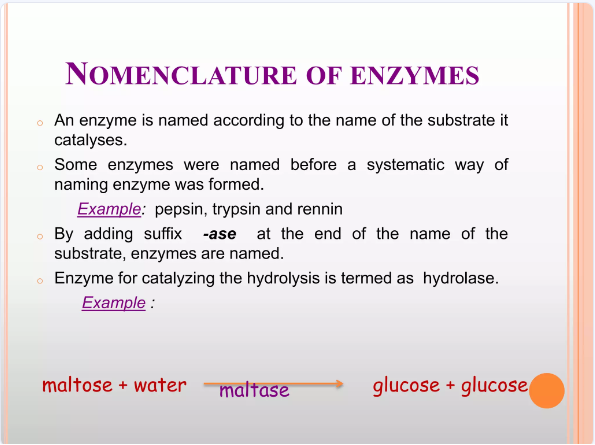 NOMENCLATURE OF ENZYMES
An enzyme is named according to the name of the substrate it
catalyses.
Some enzymes were named before a systematic way of
naming enzyme was formed.
Example: pepsin, trypsin and rennin
By adding suffix -ase at the end of the name of the
substrate, enzymes are named.
Enzyme for catalyzing the hydrolysis is termed as hydrolase.
Example :
maltose + water maltase glucose + glucose